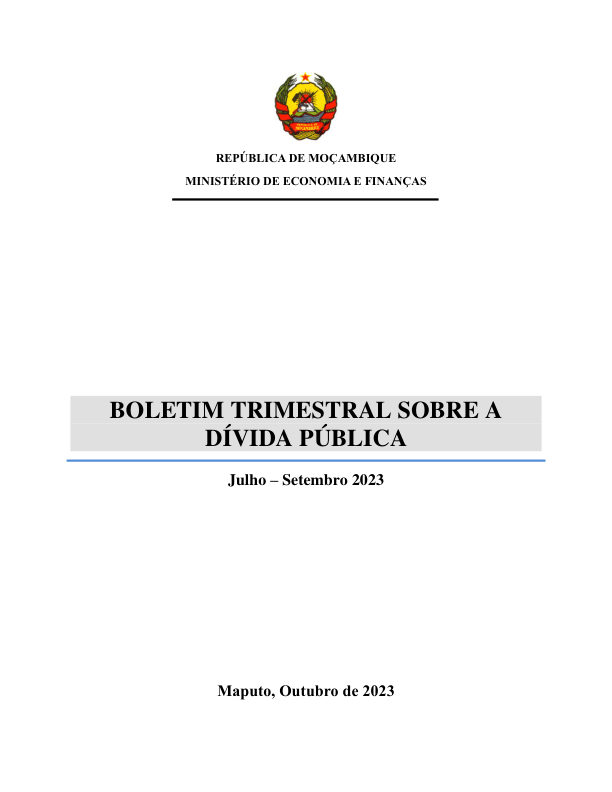 REPÚBLICA DE MOÇAMBIQUE
MINISTÉRIO DE ECONOMIA E FINANÇAS
BOLETIM TRIMESTRAL SOBRE A
DÍVIDA PÚBLICA
Julho – Setembro 2023
Maputo, Outubro de 2023